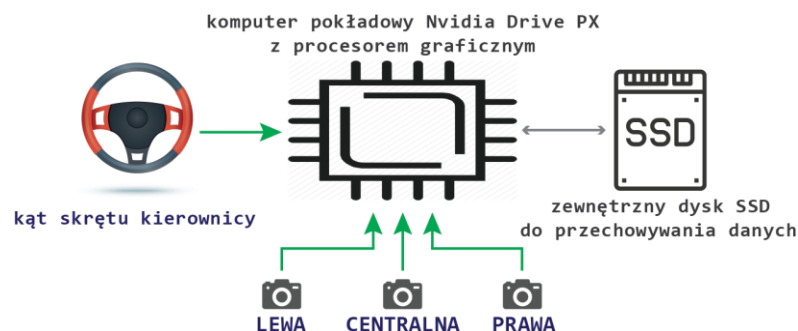 komputer pokładowy Nvidia Drive PX
z procesorem graficznym
SSD
kąt skrętu kierownicy
zewnętrzny dysk SSD
do przechowywania danych
LEWA
CENTRALNA
PRAWA